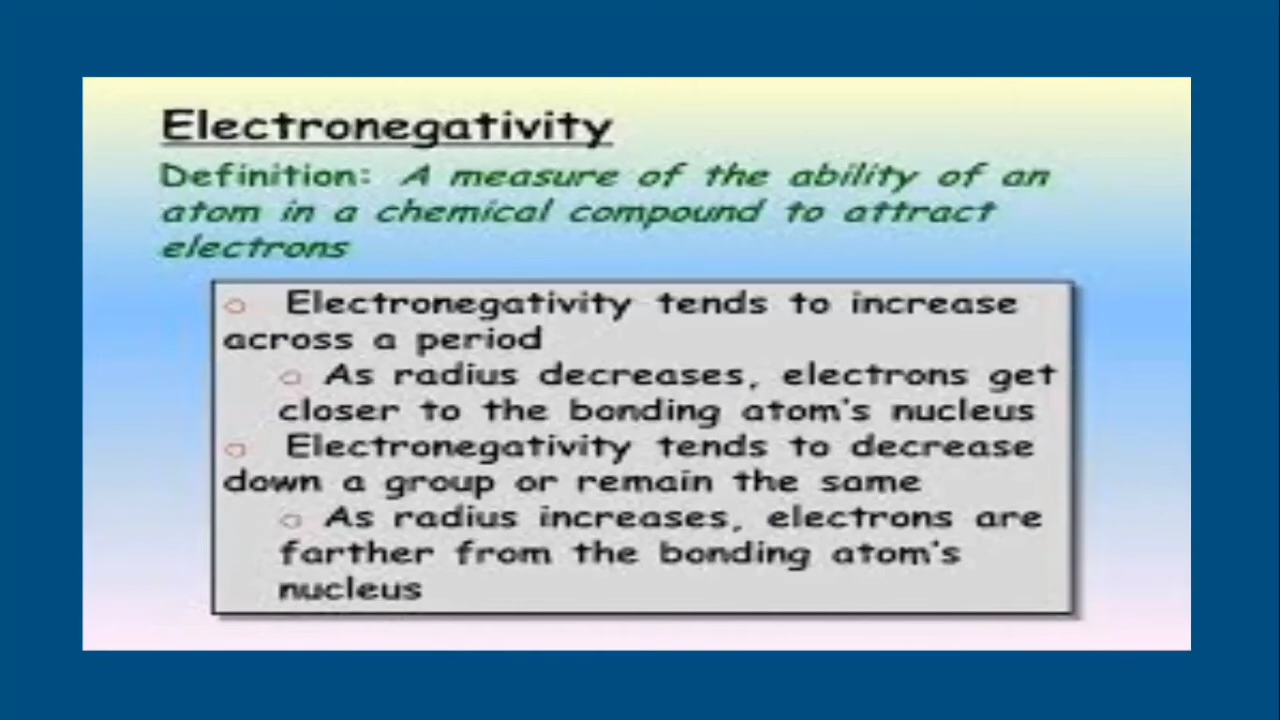 Electronegativity
Definition: A measure of the ability of an
atom in a chemical compound to attract
electrons
Electronegativity tends to increase
across a period
As radius decreases, electrons get
closer to the bonding atom's nucleus
Electronegativity tends to decrease
down a group or remain the same
As radius increases, electrons are
farther from the bonding atom's
nucleus